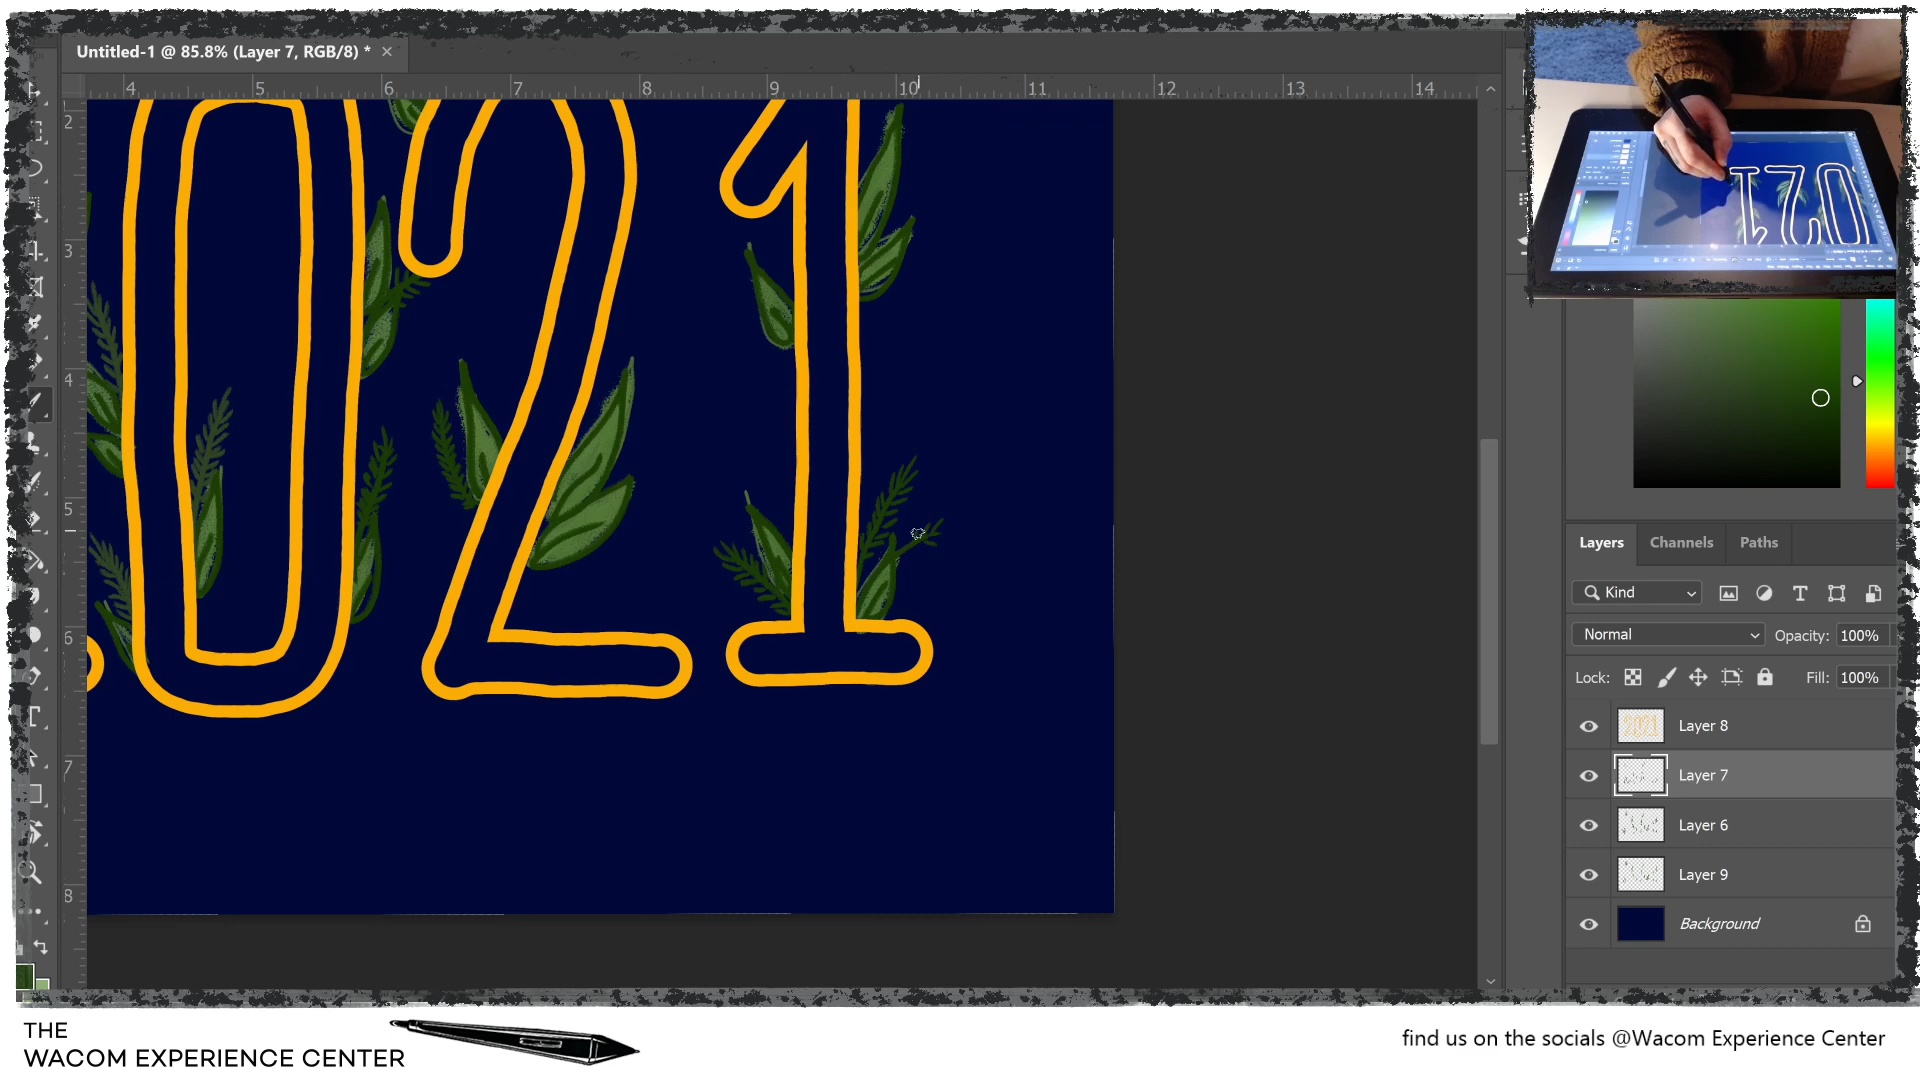 Untitled-1 @ 85.8% (Layer 7, RGB/8) * ×
4 5 6 7 8 9 10 11 12 13 14
2
3
4
5
6
7
8
021
Layers Channels Paths
Kind
Normal Opacity: 100%
Lock: Fill: 100%
Layer 8
Layer 7
Layer 6
Layer 9
Background
THE
WACOM EXPERIENCE CENTER
find us on the socials @Wacom Experience Center